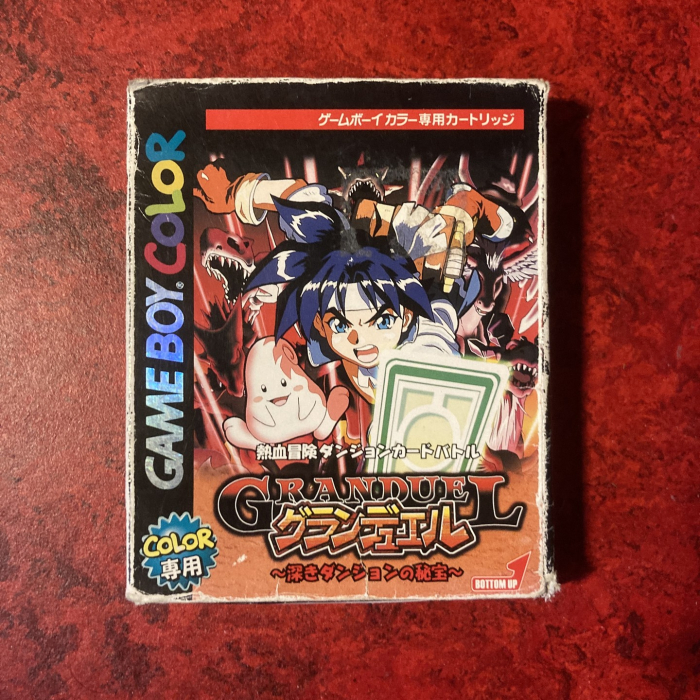 ゲームボーイカラー専用カートリッジ
GAME BOY COLOR
熱血冒険ダンジョンカードバトル
GRANDUEL
グランデュエル
～深きダンジョンの秘宝～
COLOR
専用
1
BOTTOM UP